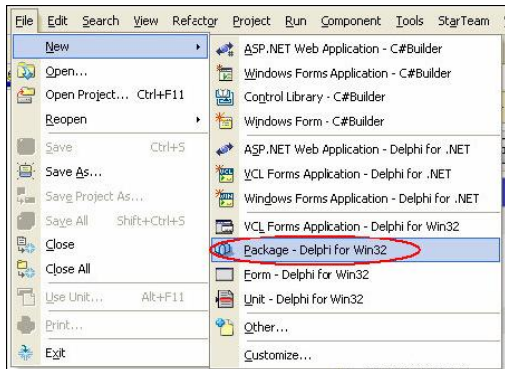 File Edit Search View Refactor Project Run Component Tools StarTeam
New
Open...
Open Project... Ctrl+F11
Reopen
Save Ctrl+S
Save As...
Save Project As...
Save All Shift+Ctrl+S
Close
Close All
Use Unit... Alt+F11
Print...
Exit
ASP.NET Web Application - C#Builder
Windows Forms Application - C#Builder
Control Library - C#Builder
Windows Form - C#Builder
ASP.NET Web Application - Delphi for .NET
VCL Forms Application - Delphi for .NET
Windows Forms Application - Delphi for .NET
VCL Forms Application - Delphi for Win32
Package - Delphi for Win32
Form - Delphi for Win32
Unit - Delphi for Win32
Other...
Customize...